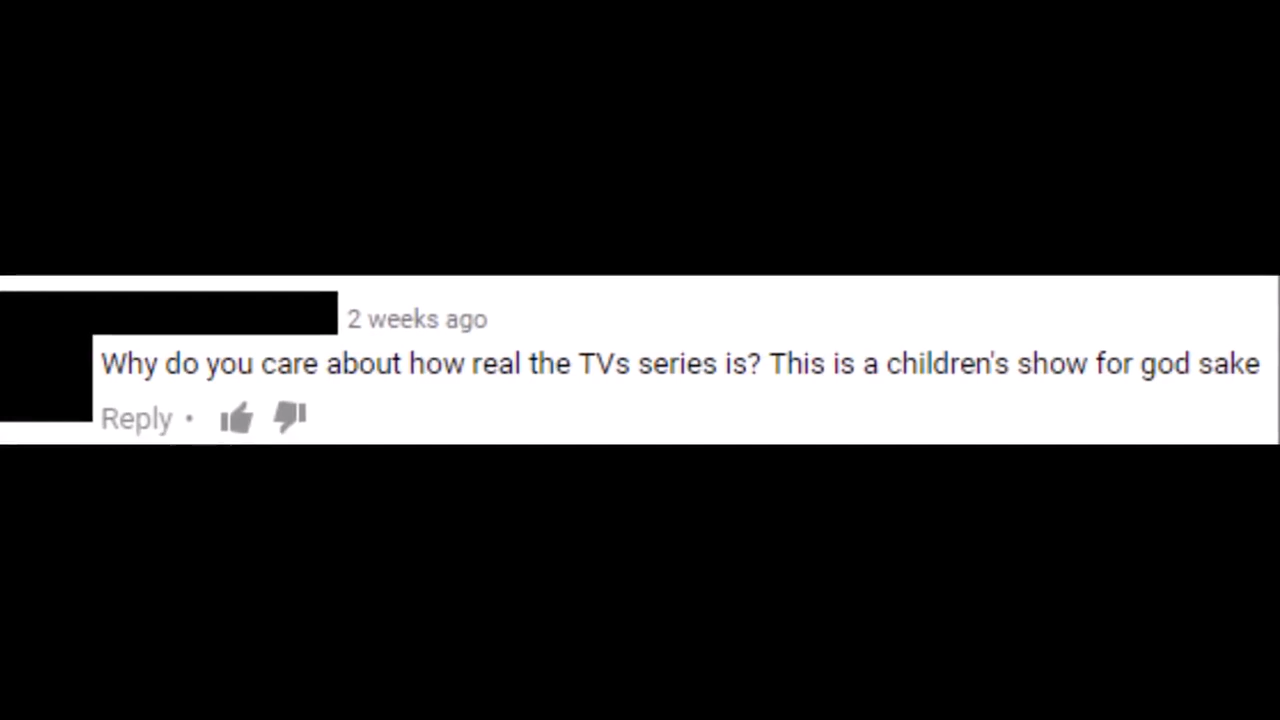 2 weeks ago
Why do you care about how real the TVs series is? This is a children's show for god sake
Reply •